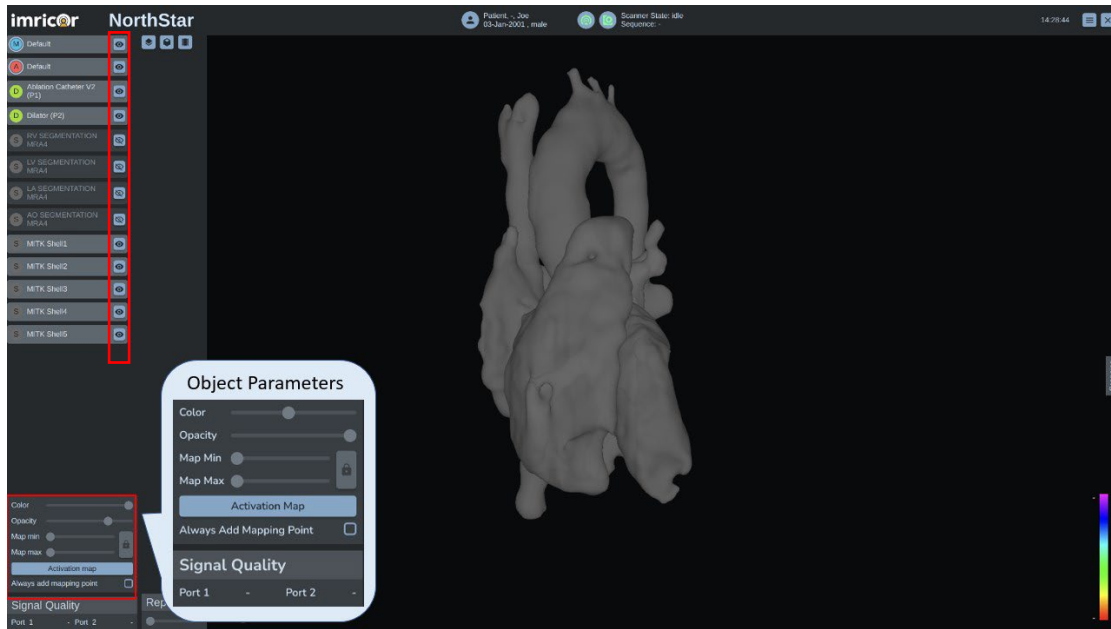 imricor NorthStar
Patient. -, Joe
03-Jan-2001 , male
Scanner State: idle
Sequence: -
14:28:44
M Default
A Default
D Ablation Catheter V2
(P1)
D Dilator (P2)
S RV SEGMENTATION
MRA4
S LV SEGMENTATION
MRA4
S LA SEGMENTATION
MRA4
S AO SEGMENTATION
MRA4
S MITK Shell1
S MITK Shell2
S MITK Shell3
S MITK Shell4
S MITK Shell5
Object Parameters
Color
Opacity
Map Min
Map Max
Activation Map
Always Add Mapping Point
Signal Quality
Port 1 - Port 2 -
Color
Opacity
Map min
Map max
Activation map
Always add mapping point
Signal Quality
Port 1 - Port 2 -
Rep
-
-